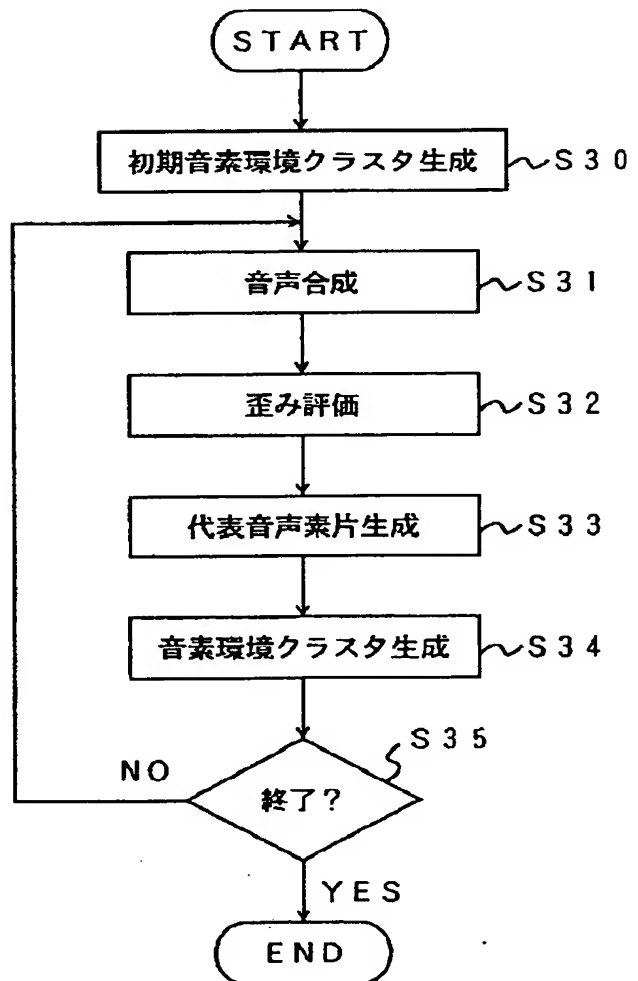 START
初期音素環境クラスタ生成 S30
音声合成 S31
歪み評価 S32
代表音声素片生成 S33
音素環境クラスタ生成 S34
S35
NO
終了?
YES
END